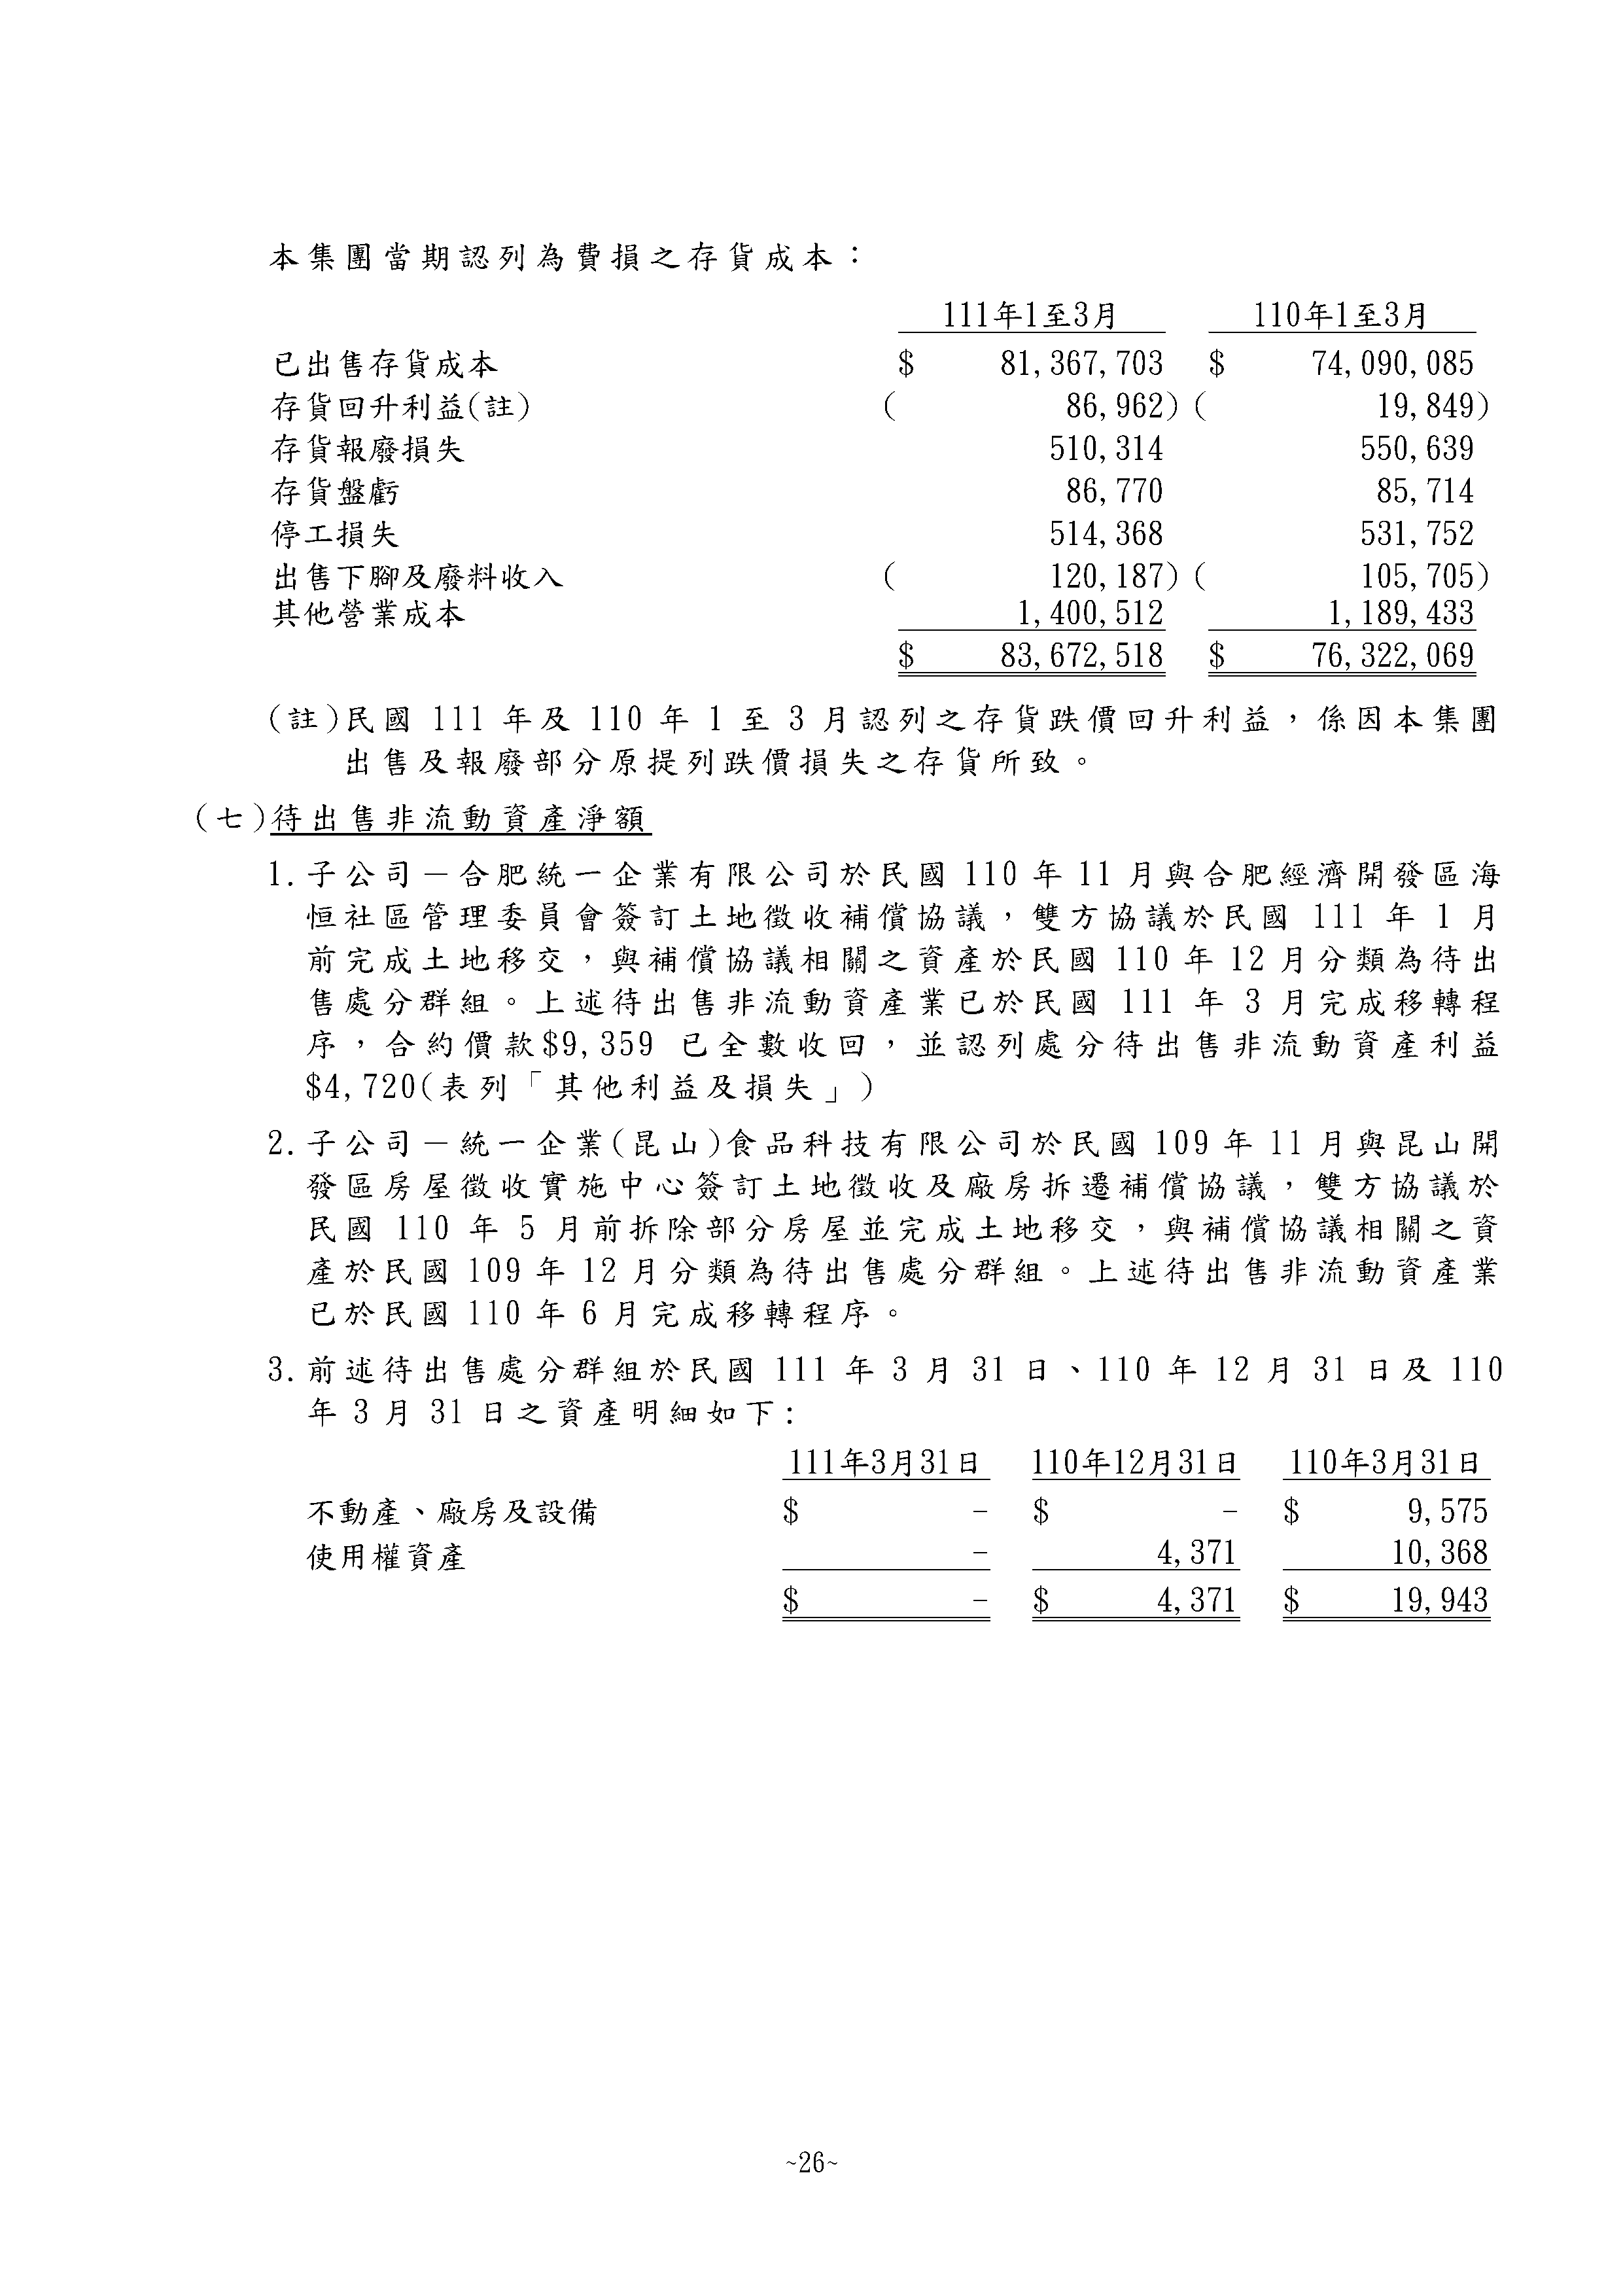 本集團當期認列為費損之存貨成本：
111年1至3月 110年1至3月
已出售存貨成本 $ 81,367,703 $ 74,090,085
存貨回升利益(註) ( 86,962) ( 19,849)
存貨報廢損失 510,314 550,639
存貨盤虧 86,770 85,714
停工損失 514,368 531,752
出售下腳及廢料收入 ( 120,187) ( 105,705)
其他營業成本 1,400,512 1,189,433
$ 83,672,518 $ 76,322,069
(註)民國 111 年及 110 年 1 至 3 月認列之存貨跌價回升利益，係因本集團
出售及報廢部分原提列跌價損失之存貨所致。
(七)待出售非流動資產淨額
1.子公司－合肥統一企業有限公司於民國 110 年 11 月與合肥經濟開發區海
恒社區管理委員會簽訂土地徵收補償協議，雙方協議於民國 111 年 1 月
前完成土地移交，與補償協議相關之資產於民國 110 年 12 月分類為待出
售處分群組。上述待出售非流動資產業已於民國 111 年 3 月完成移轉程
序，合約價款$9,359 已全數收回，並認列處分待出售非流動資產利益
$4,720(表列「其他利益及損失」)
2.子公司－統一企業(昆山)食品科技有限公司於民國 109 年 11 月與昆山開
發區房屋徵收實施中心簽訂土地徵收及廠房拆遷補償協議，雙方協議於
民國 110 年 5 月前拆除部分房屋並完成土地移交，與補償協議相關之資
產於民國 109 年 12 月分類為待出售處分群組。上述待出售非流動資產業
已於民國 110 年 6 月完成移轉程序。
3.前述待出售處分群組於民國 111 年 3 月 31 日、110 年 12 月 31 日及 110
年 3 月 31 日之資產明細如下:
111年3月31日 110年12月31日 110年3月31日
不動產、廠房及設備 $ - $ - $ 9,575
使用權資產 - 4,371 10,368
$ - $ 4,371 $ 19,943
~26~